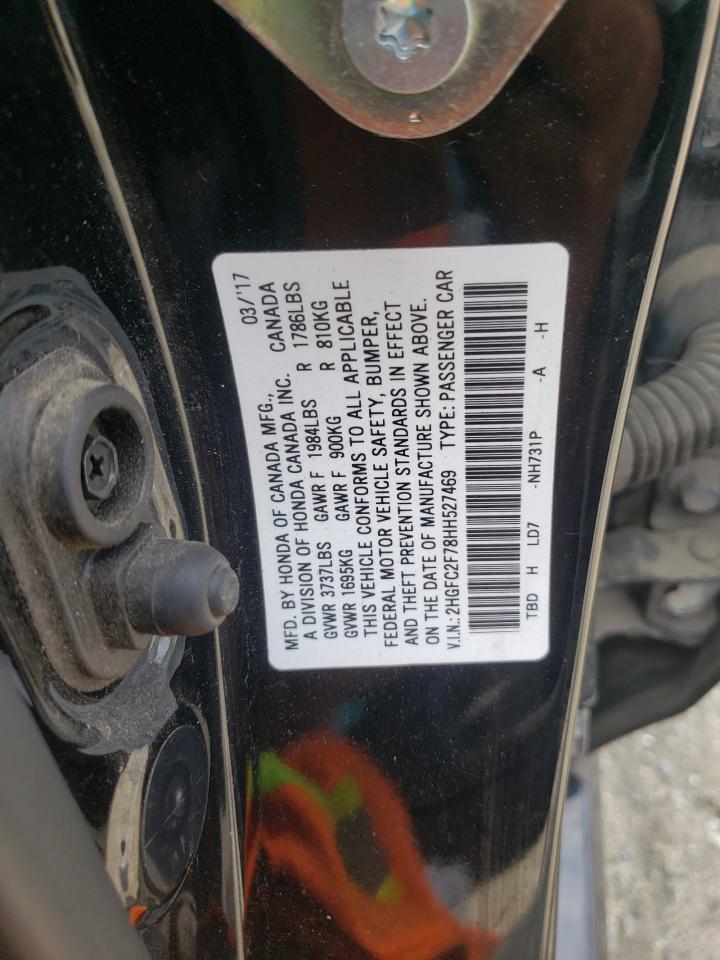 03/'17
MFD. BY HONDA OF CANADA MFG.,
A DIVISION OF HONDA CANADA INC. CANADA
GVWR 3737LBS GAWR F 1984LBS R 1786LBS
GVWR 1695KG GAWR F 900KG R 810KG
THIS VEHICLE CONFORMS TO ALL APPLICABLE
FEDERAL MOTOR VEHICLE SAFETY, BUMPER,
AND THEFT PREVENTION STANDARDS IN EFFECT
ON THE DATE OF MANUFACTURE SHOWN ABOVE.
V.I.N.:2HGFC2F78HH527469 TYPE: PASSENGER CAR
TBD H LD7 -NH731P -A -H